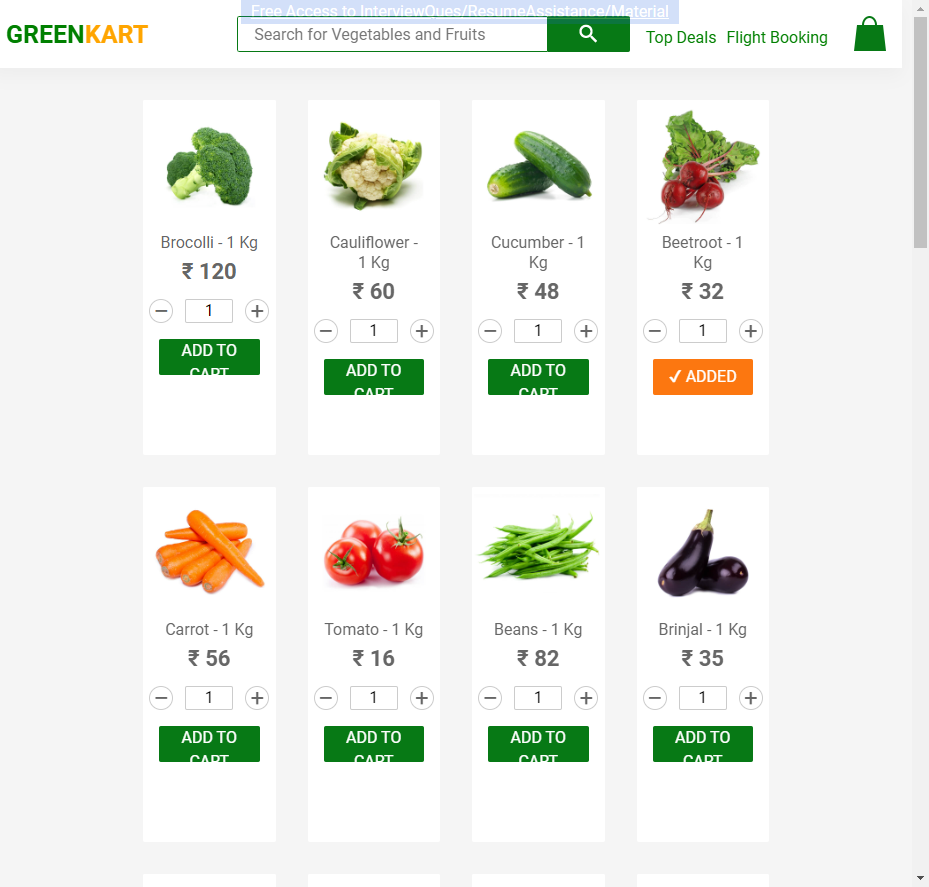 Free Access to InterviewQues/ResumeAssistance/Material
GREENKART
Search for Vegetables and Fruits
Top Deals Flight Booking
Brocolli - 1 Kg
₹ 120
1
ADD TO
CART
Cauliflower -
1 Kg
₹ 60
1
ADD TO
CART
Cucumber - 1
Kg
₹ 48
1
ADD TO
CART
Beetroot - 1
Kg
₹ 32
1
✓ ADDED
Carrot - 1 Kg
₹ 56
1
ADD TO
CART
Tomato - 1 Kg
₹ 16
1
ADD TO
CART
Beans - 1 Kg
₹ 82
1
ADD TO
CART
Brinjal - 1 Kg
₹ 35
1
ADD TO
CART